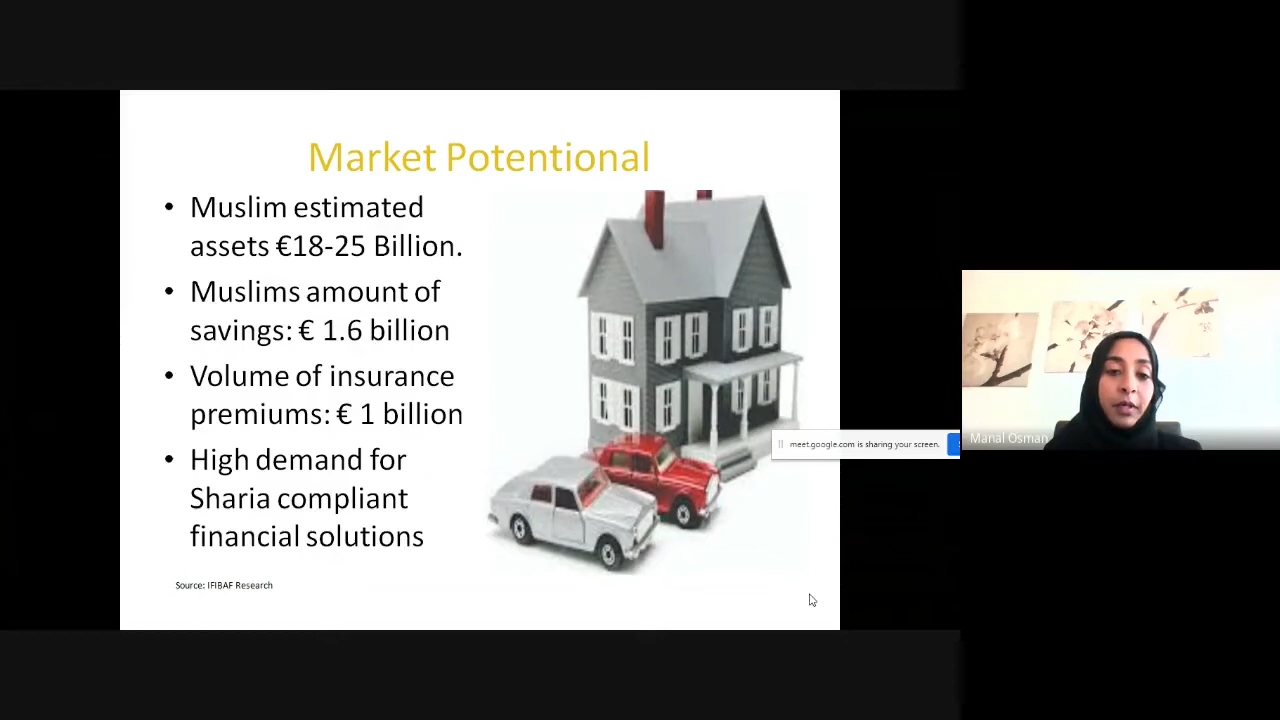 Market Potentional
• Muslim estimated
assets €18-25 Billion.
• Muslims amount of
savings: € 1.6 billion
• Volume of insurance
premiums: € 1 billion
• High demand for
Sharia compliant
financial solutions
Source: IFIBAF Research
meet.google.com is sharing your screen.
Manal Osman